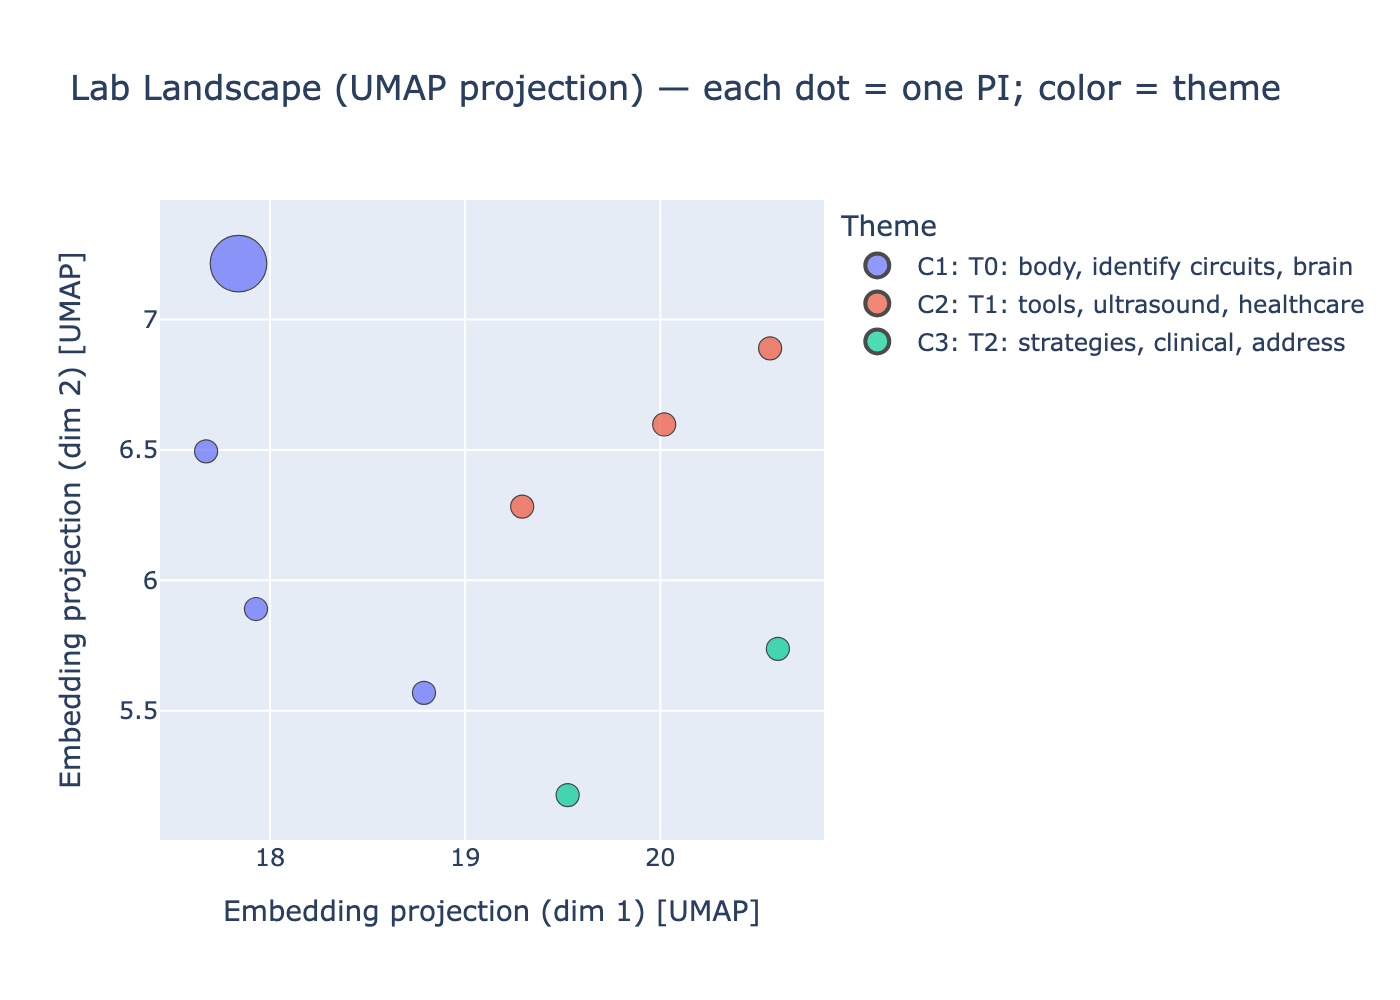 Lab Landscape (UMAP projection) — each dot = one PI; color = theme
Theme
C1: T0: body, identify circuits, brain
C2: T1: tools, ultrasound, healthcare
C3: T2: strategies, clinical, address
Embedding projection (dim 2) [UMAP]
7
6.5
6
5.5
18 19 20
Embedding projection (dim 1) [UMAP]